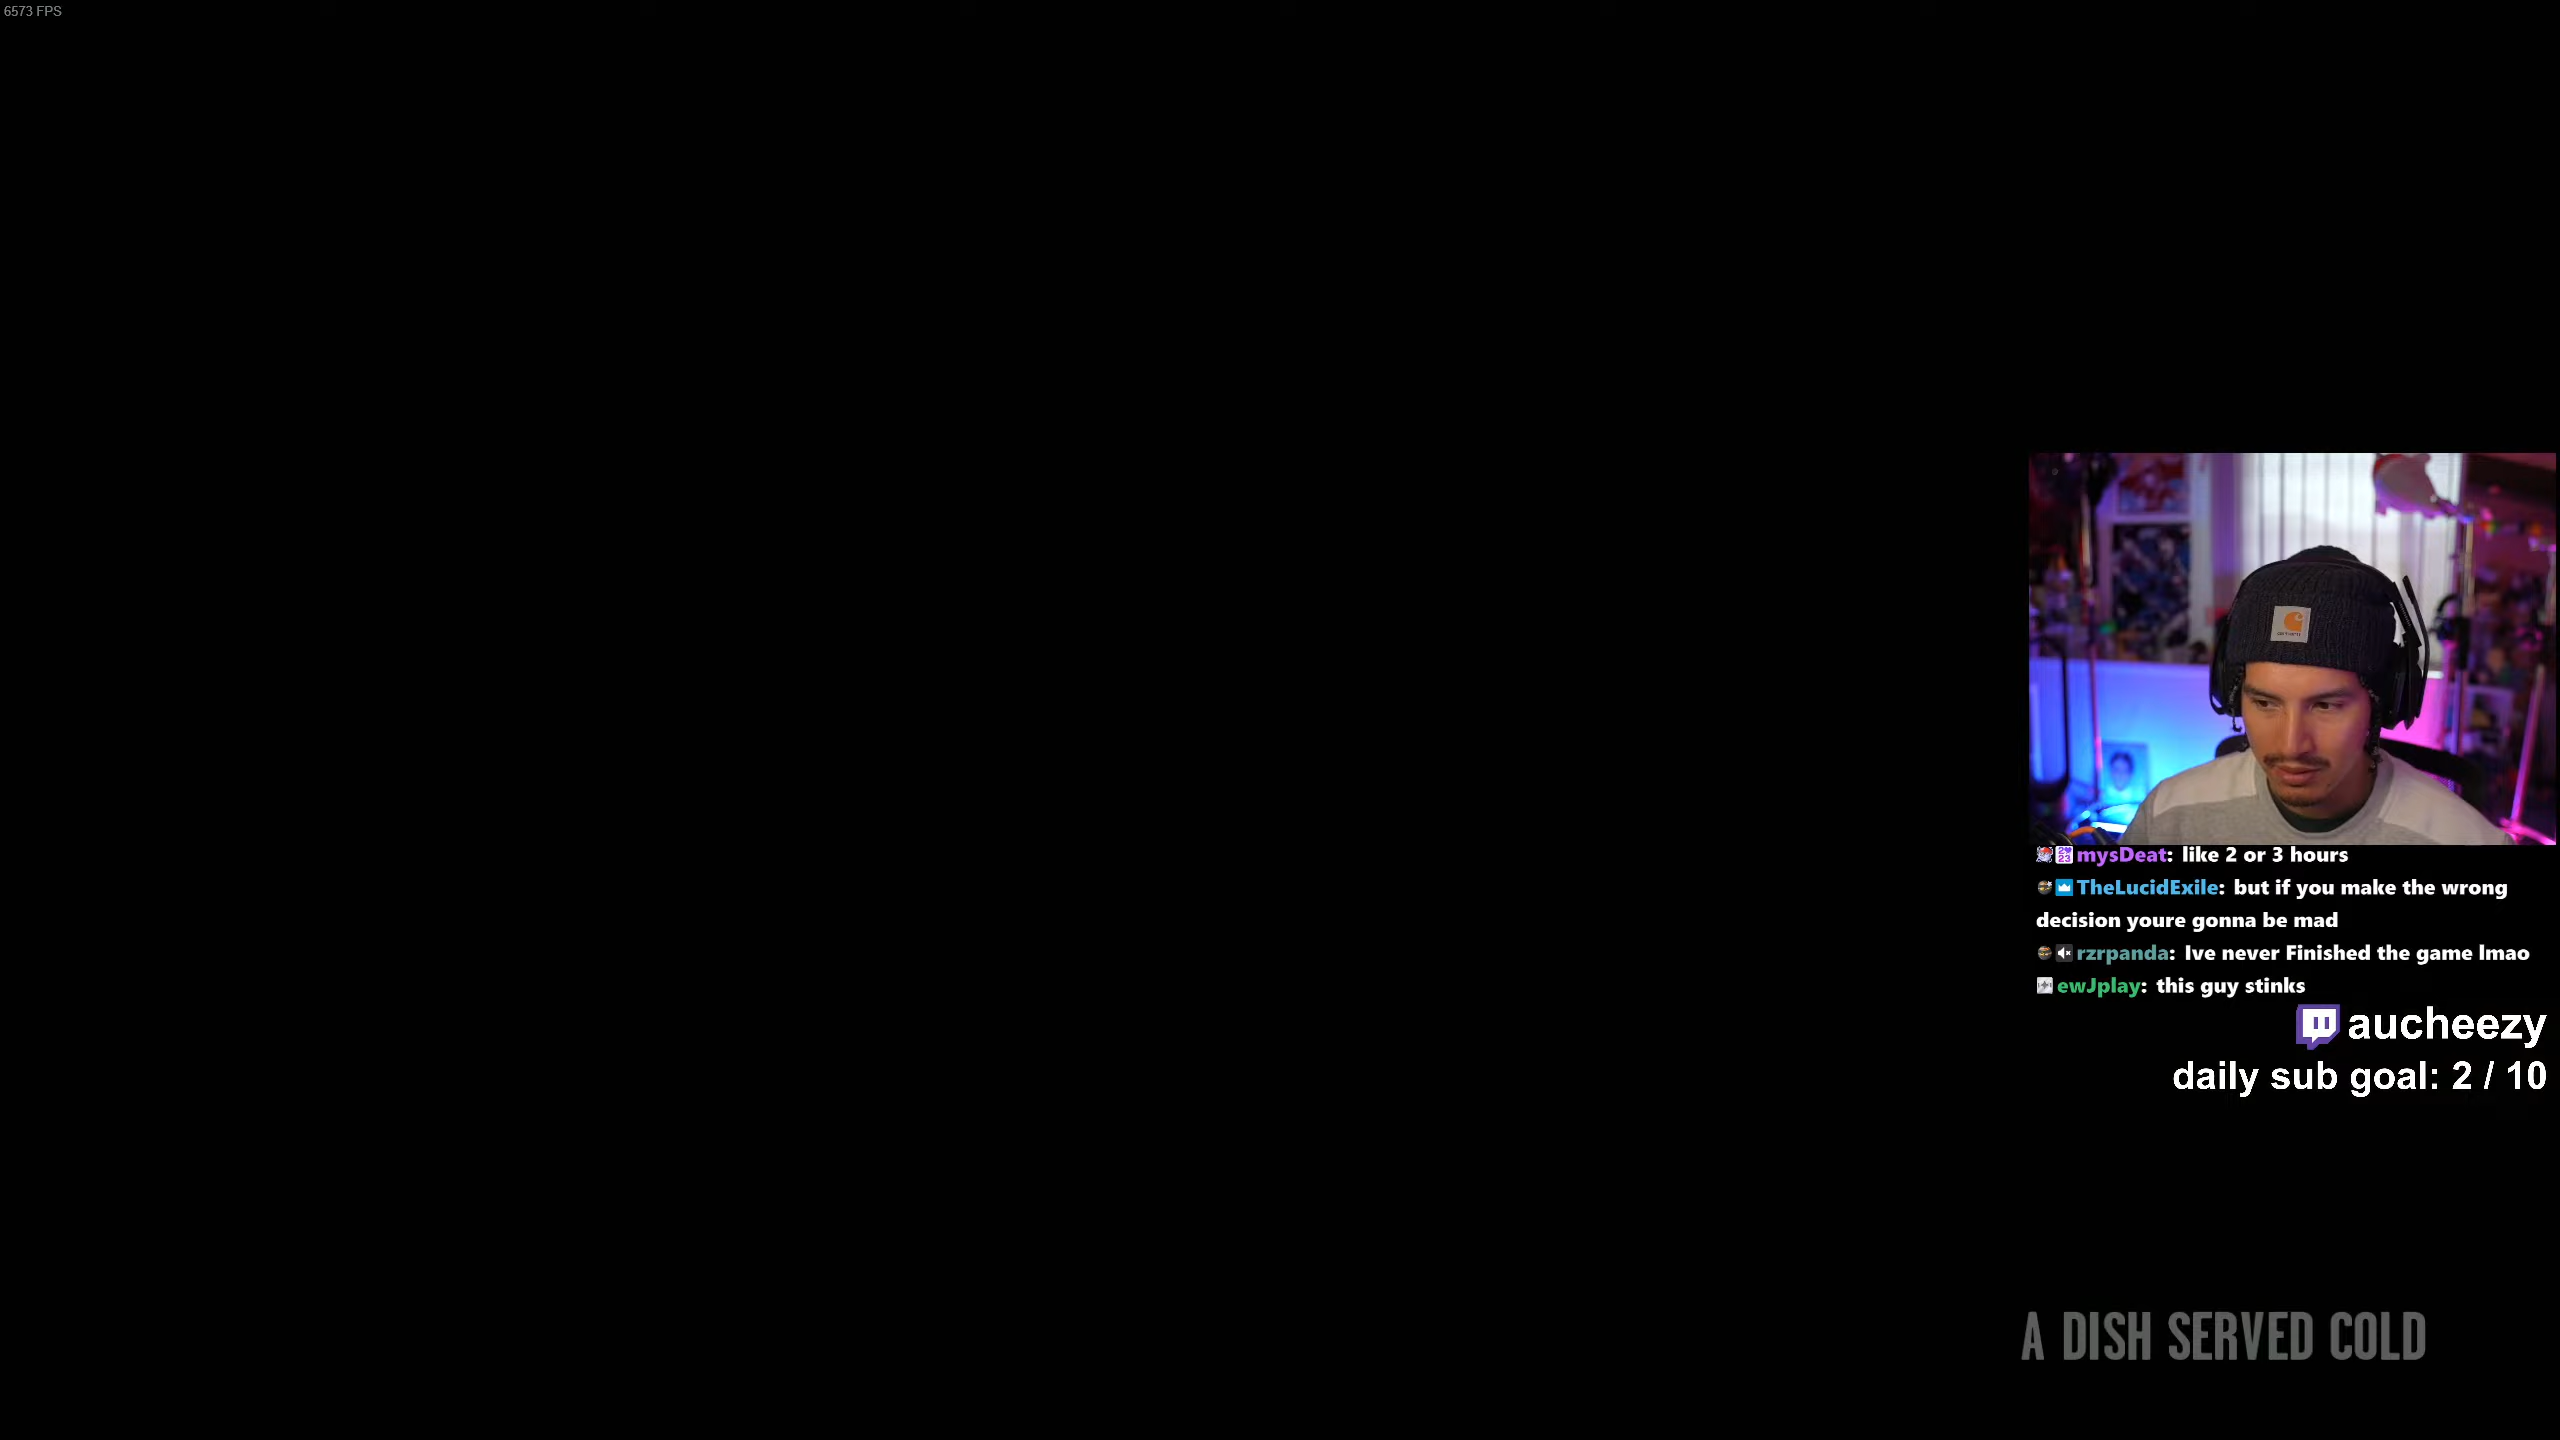 6573 FPS
mysDeat: like 2 or 3 hours
TheLucidExile: but if you make the wrong
decision youre gonna be mad
rzrpanda: Ive never Finished the game lmao
ewJplay: this guy stinks
aucheezy
daily sub goal: 2 / 10
A DISH SERVED COLD